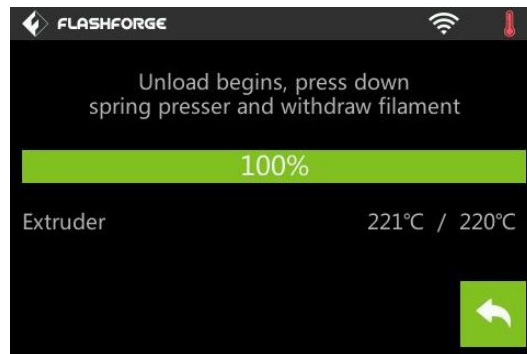 FLASHFORGE
Unload begins, press down
spring presser and withdraw filament
100%
Extruder 221℃ / 220℃